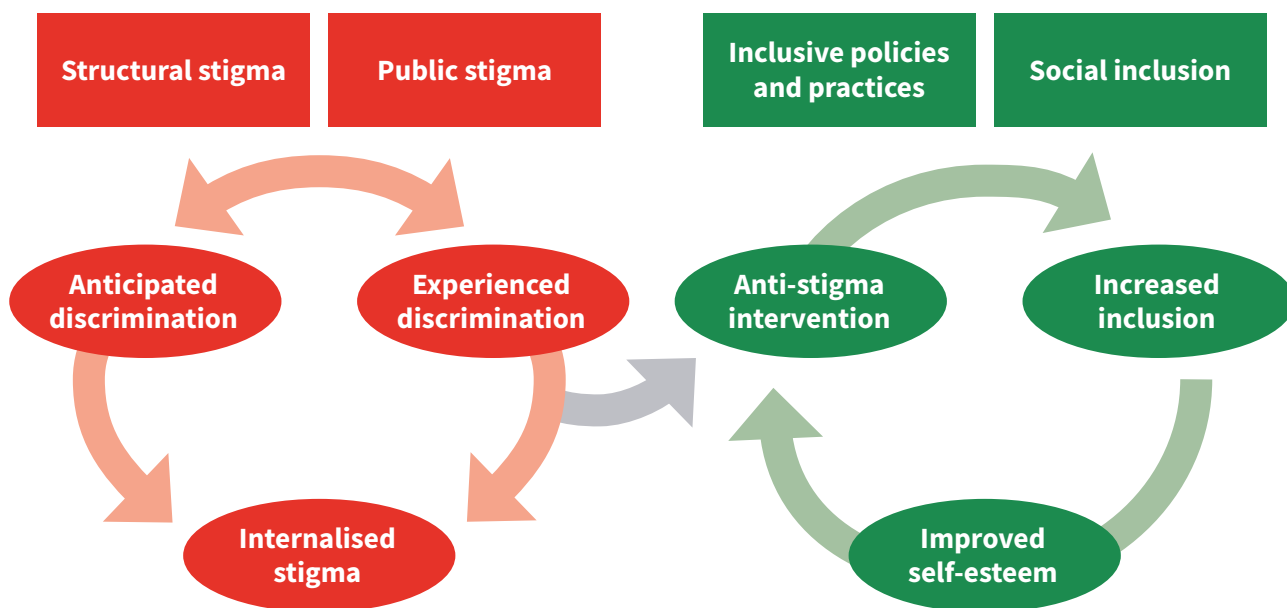 Structural stigma
Public stigma
Inclusive policies
and practices
Social inclusion
Anticipated
discrimination
Experienced
discrimination
Anti-stigma
intervention
Increased
inclusion
Internalised
stigma
Improved
self-esteem